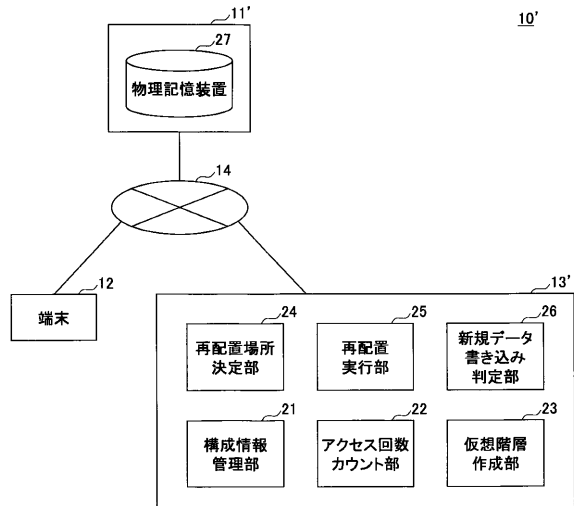 11'
10'
27
物理記憶装置
14
12
端末
13'
24
再配置場所
決定部
25
再配置
実行部
26
新規データ
書き込み
判定部
21
構成情報
管理部
22
アクセス回数
カウント部
23
仮想階層
作成部